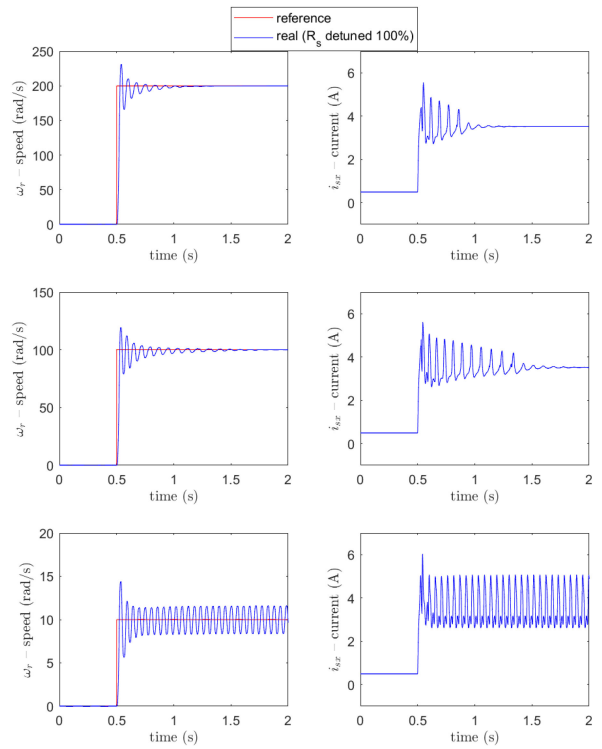 reference
real (R_s detuned 100%)
250
200
150
100
50
0
ω_r − speed (rad/s)
0 0.5 1 1.5 2
time (s)
6
4
2
0
i_sx − current (A)
0 0.5 1 1.5 2
time (s)
150
100
50
0
ω_r − speed (rad/s)
0 0.5 1 1.5 2
time (s)
6
4
2
0
i_sx − current (A)
0 0.5 1 1.5 2
time (s)
20
15
10
5
0
ω_r − speed (rad/s)
0 0.5 1 1.5 2
time (s)
6
4
2
0
i_sx − current (A)
0 0.5 1 1.5 2
time (s)